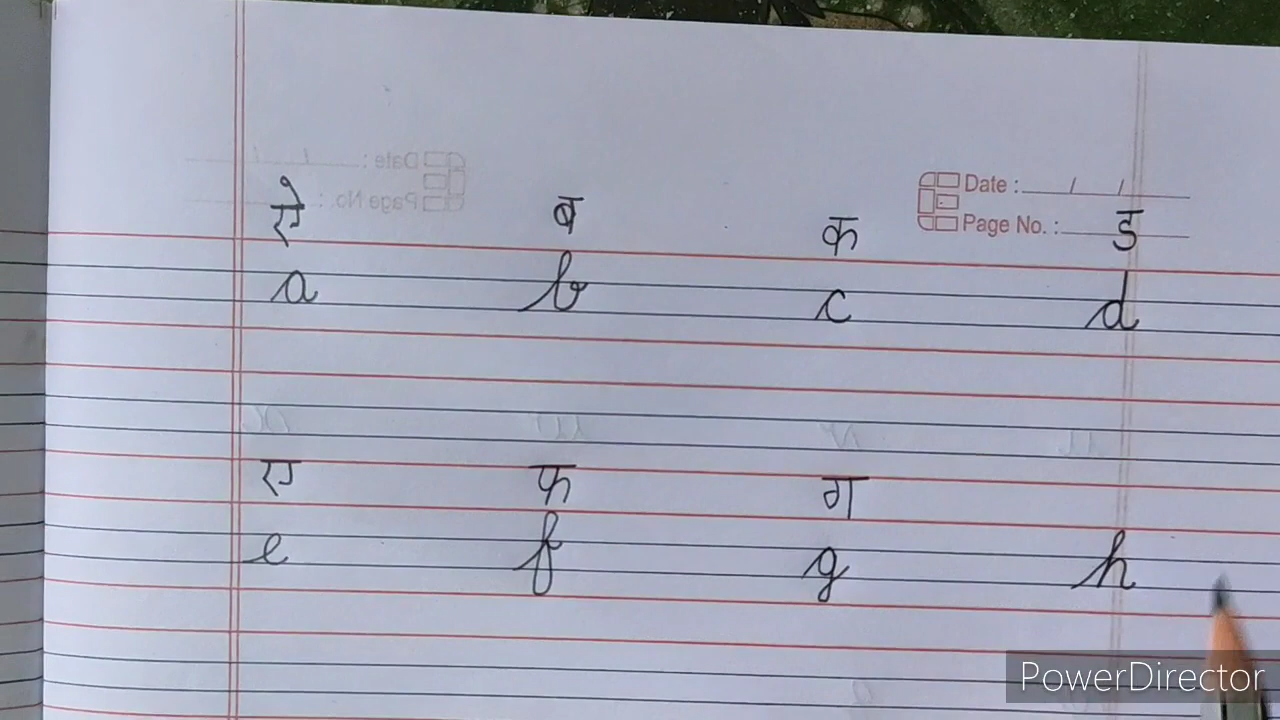 Date :
Page No. :
ऐ ब क ड
a b c d
ए फ ग
e f g h
PowerDirector